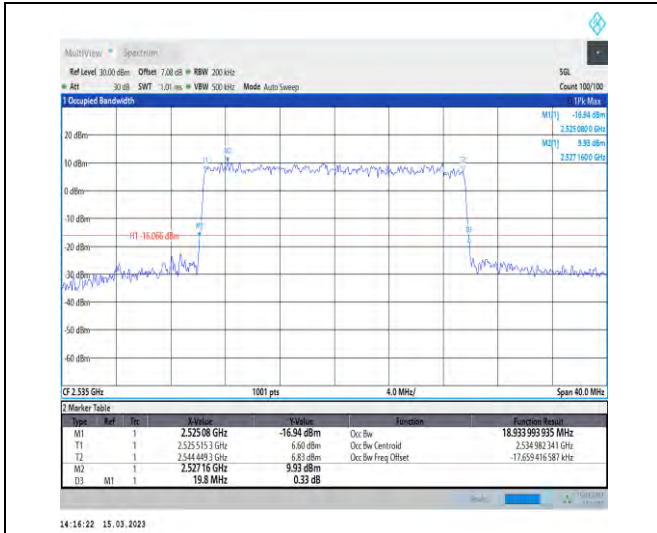 MultiView Spectrum
Ref Level 30.00 dBm Offset 7.08 dB RBW 200 kHz SGL
Att 30 dB SWT 1.01 ms VBW 500 kHz Mode Auto Sweep Count 100/100
1 Occupied Bandwidth 1Pk Max
M1[1] -16.94 dBm
2.525 080 0 GHz
M2[1] 9.93 dBm
2.527 160 0 GHz
20 dBm
10 dBm
0 dBm
-10 dBm
H1 -16.066 dBm
-20 dBm
-30 dBm
-40 dBm
-50 dBm
-60 dBm
T1
M2
T2
M1
D3
CF 2.535 GHz 1001 pts 4.0 MHz/ Span 40.0 MHz
2 Marker Table
Type Ref Trc X-Value Y-Value Function Function Result
M1 1 2.525 08 GHz -16.94 dBm Occ Bw 18.933 993 935 MHz
T1 1 2.525 515 3 GHz 6.60 dBm Occ Bw Centroid 2.534 982 341 GHz
T2 1 2.544 449 3 GHz 6.83 dBm Occ Bw Freq Offset -17.659 416 587 kHz
M2 1 2.527 16 GHz 9.93 dBm
D3 M1 1 19.8 MHz 0.33 dB
14:16:22 15.03.2023